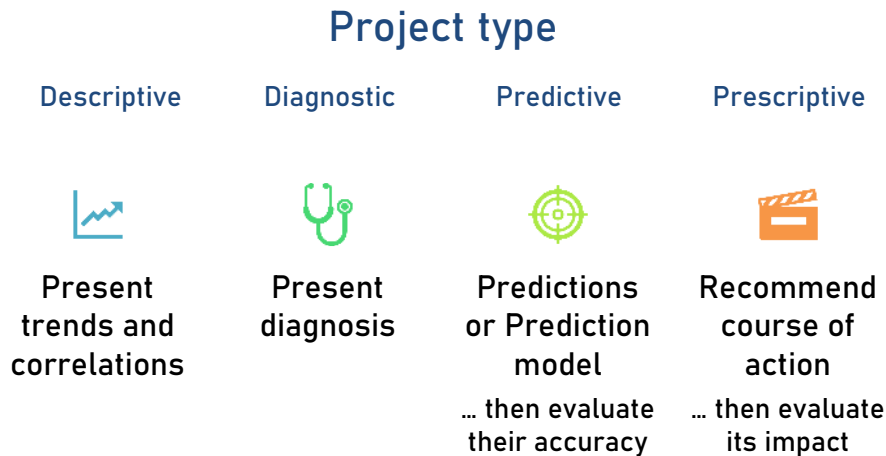 Project type
Descriptive
Diagnostic
Predictive
Prescriptive
Present
trends and
correlations
Present
diagnosis
Predictions
or Prediction
model
... then evaluate
their accuracy
Recommend
course of
action
... then evaluate
its impact